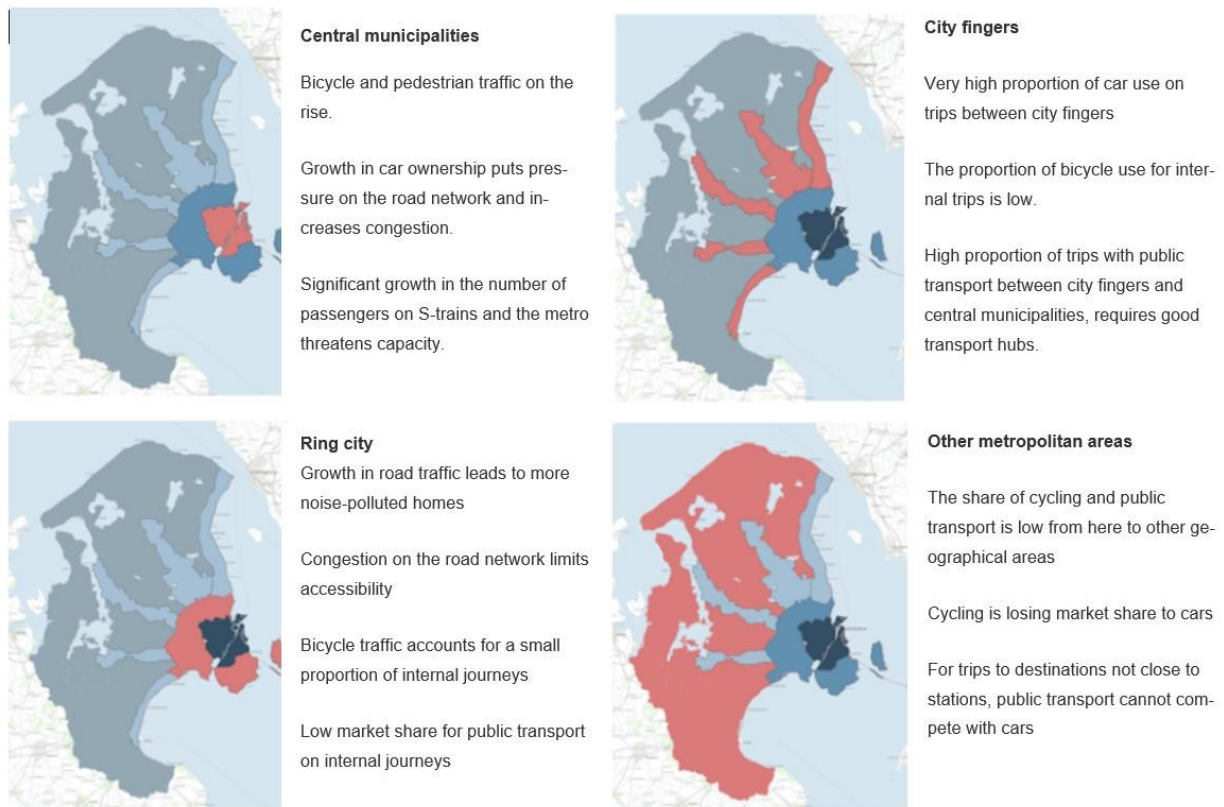 Central municipalities
Bicycle and pedestrian traffic on the
rise.
Growth in car ownership puts pres-
sure on the road network and in-
creases congestion.
Significant growth in the number of
passengers on S-trains and the metro
threatens capacity.
City fingers
Very high proportion of car use on
trips between city fingers
The proportion of bicycle use for inter-
nal trips is low.
High proportion of trips with public
transport between city fingers and
central municipalities, requires good
transport hubs.
Ring city
Growth in road traffic leads to more
noise-polluted homes
Congestion on the road network limits
accessibility
Bicycle traffic accounts for a small
proportion of internal journeys
Low market share for public transport
on internal journeys
Other metropolitan areas
The share of cycling and public
transport is low from here to other ge-
ographical areas
Cycling is losing market share to cars
For trips to destinations not close to
stations, public transport cannot com-
pete with cars